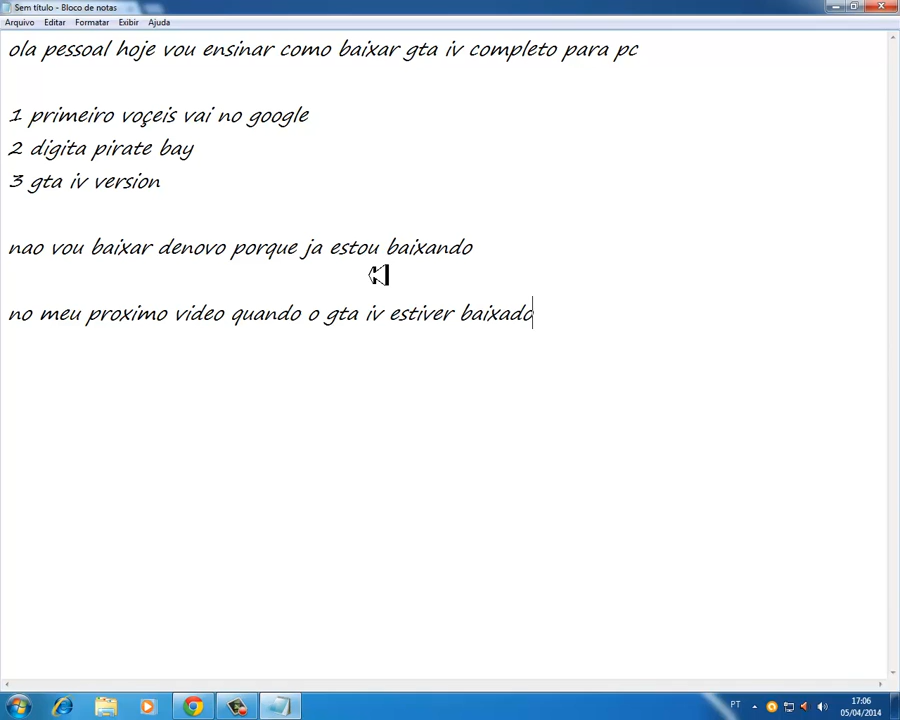 Sem título - Bloco de notas
Arquivo Editar Formatar Exibir Ajuda
ola pessoal hoje vou ensinar como baixar gta iv completo para pc
1 primeiro voçeis vai no google
2 digita pirate bay
3 gta iv version
nao vou baixar denovo porque ja estou baixando
no meu proximo video quando o gta iv estiver baixado
PT
17:06
05/04/2014